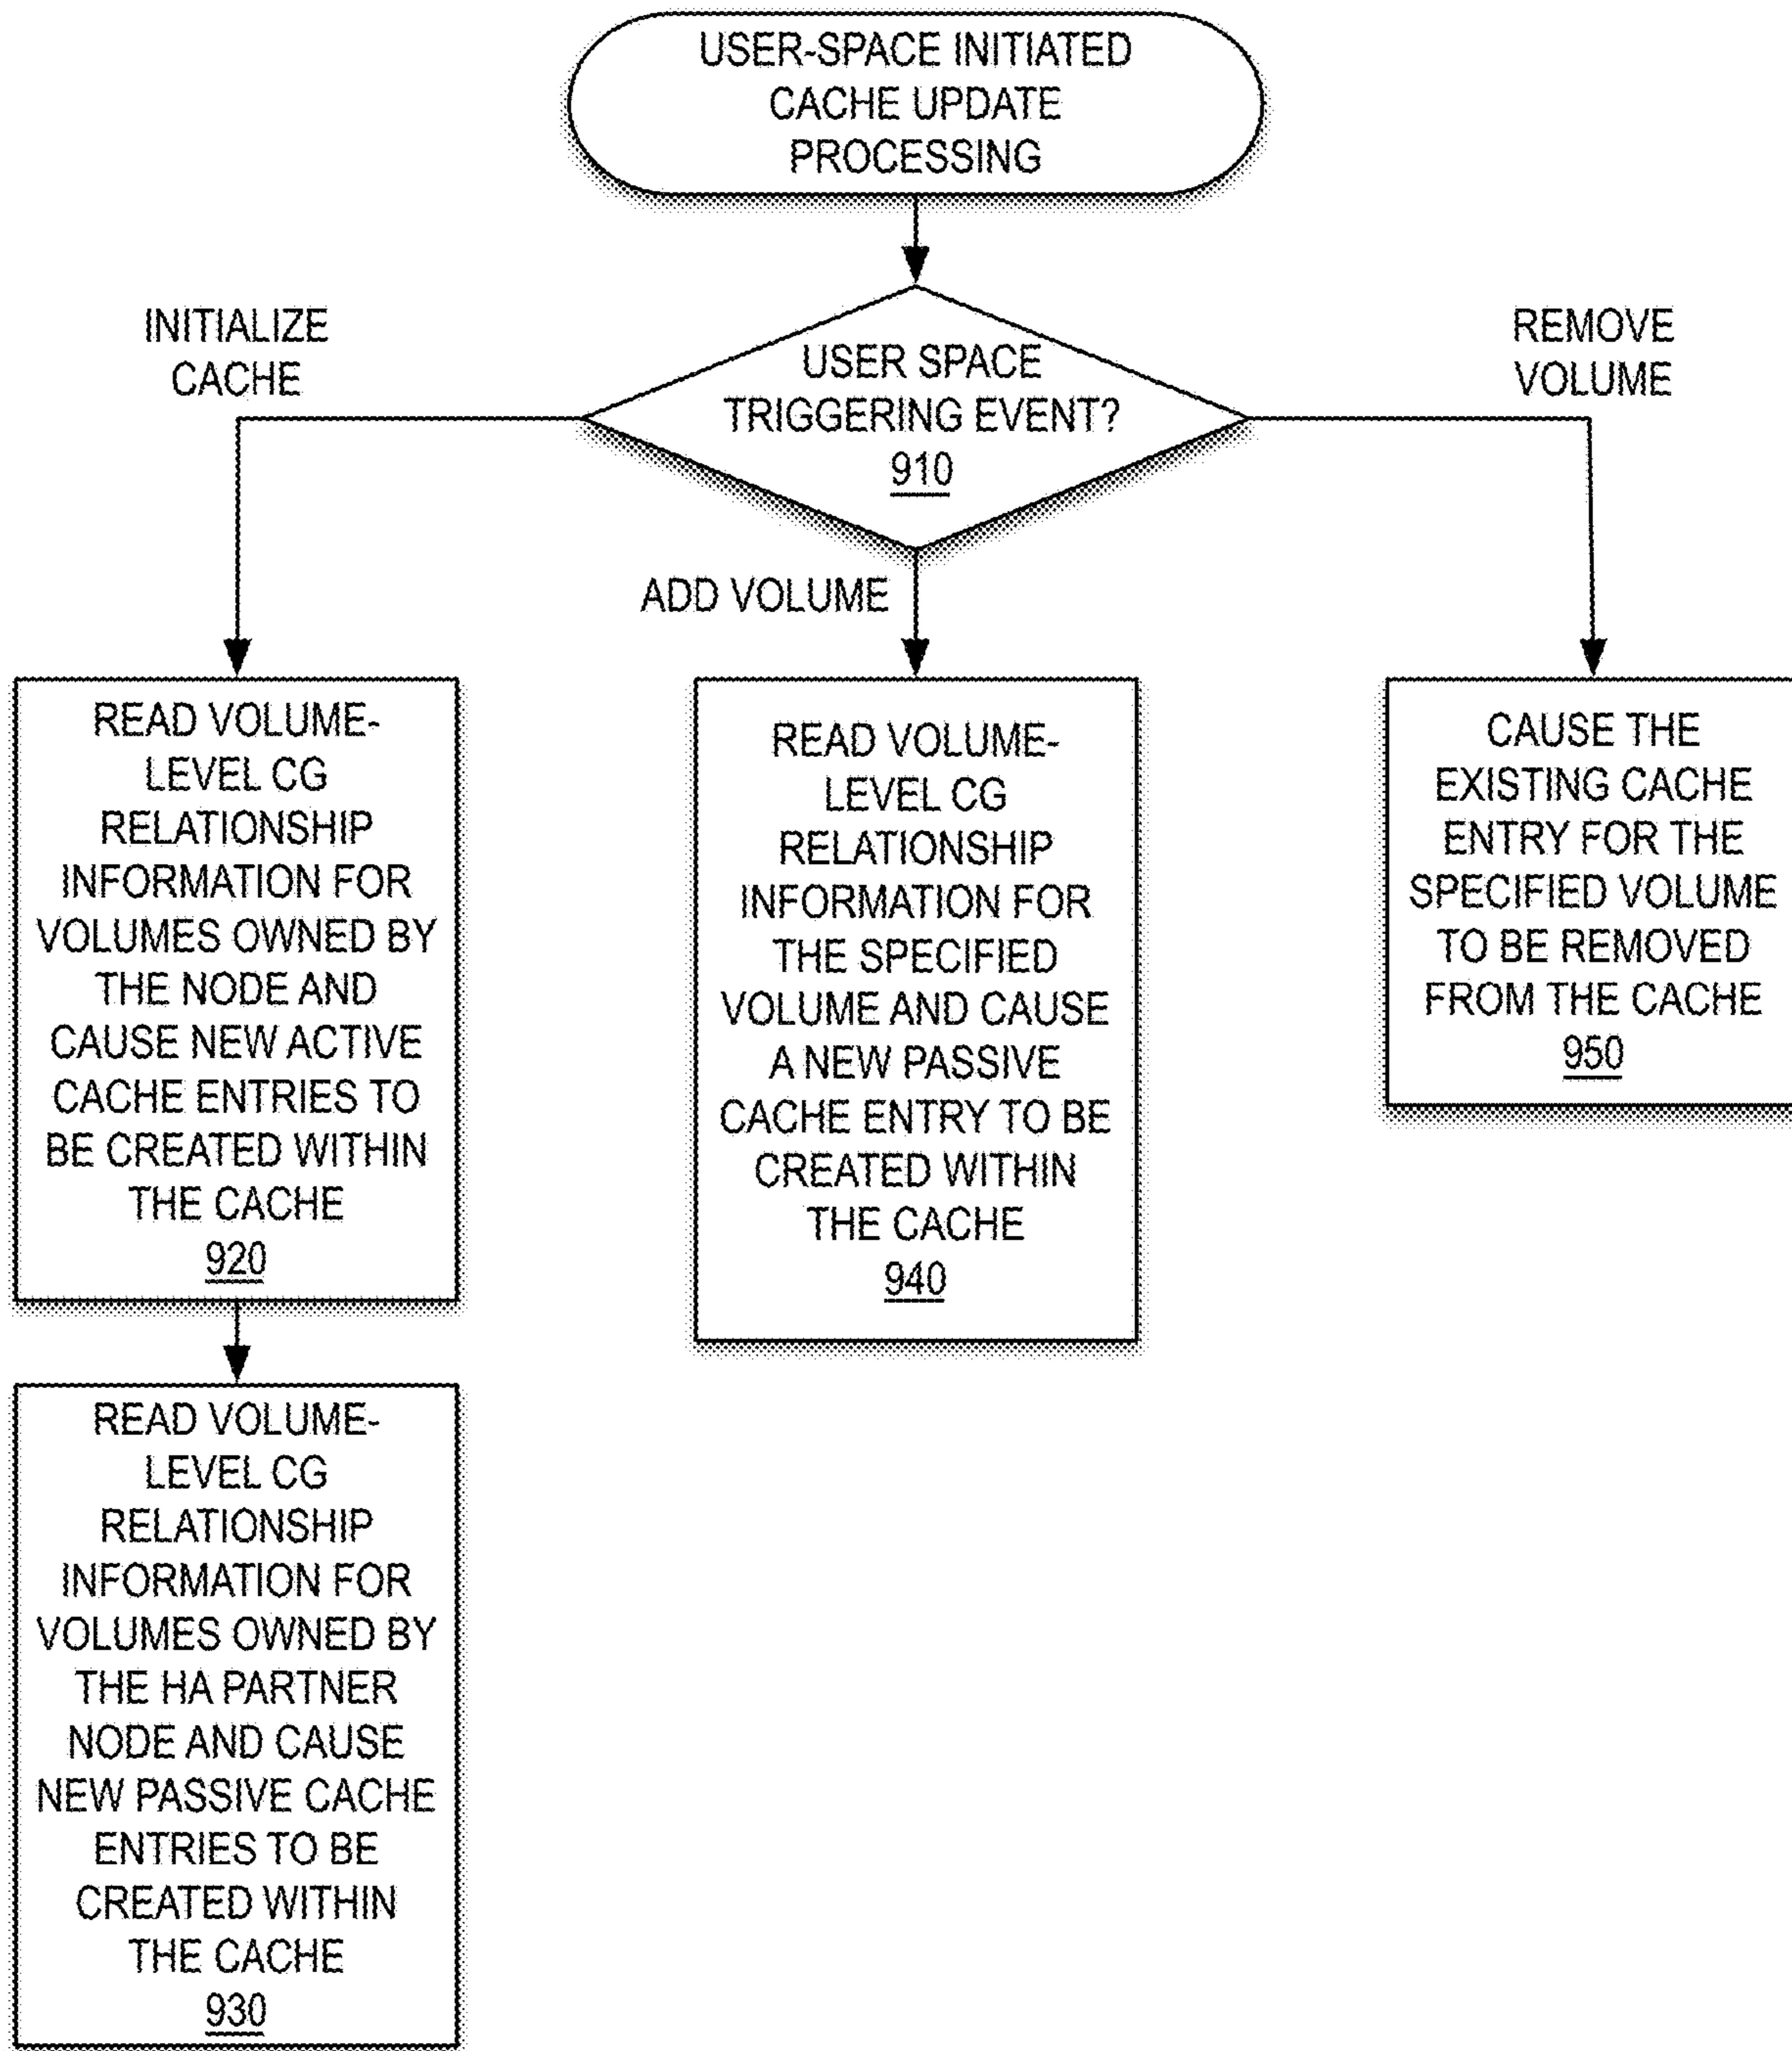 USER-SPACE INITIATED
CACHE UPDATE
PROCESSING
INITIALIZE
CACHE
USER SPACE
TRIGGERING EVENT?
910
REMOVE
VOLUME
ADD VOLUME
READ VOLUME-
LEVEL CG
RELATIONSHIP
INFORMATION FOR
VOLUMES OWNED BY
THE NODE AND
CAUSE NEW ACTIVE
CACHE ENTRIES TO
BE CREATED WITHIN
THE CACHE
920
READ VOLUME-
LEVEL CG
RELATIONSHIP
INFORMATION FOR
THE SPECIFIED
VOLUME AND CAUSE
A NEW PASSIVE
CACHE ENTRY TO BE
CREATED WITHIN
THE CACHE
940
CAUSE THE
EXISTING CACHE
ENTRY FOR THE
SPECIFIED VOLUME
TO BE REMOVED
FROM THE CACHE
950
READ VOLUME-
LEVEL CG
RELATIONSHIP
INFORMATION FOR
VOLUMES OWNED BY
THE HA PARTNER
NODE AND CAUSE
NEW PASSIVE CACHE
ENTRIES TO BE
CREATED WITHIN
THE CACHE
930